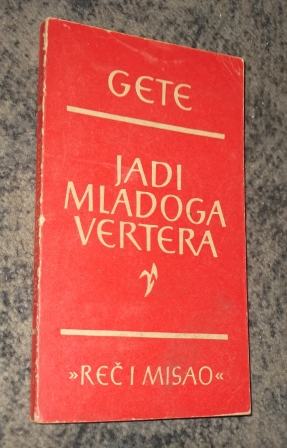 GETE
JADI
MLADOGA
VERTERA
»REČ I MISAO«